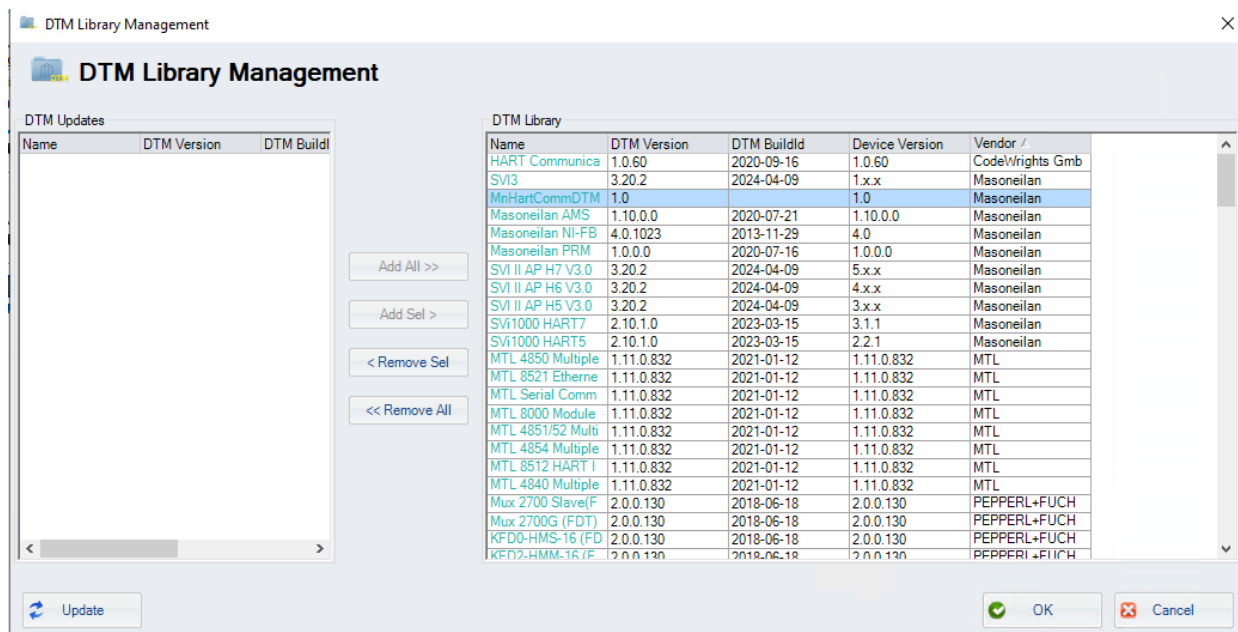 DTM Library Management
DTM Library Management
DTM Updates
Name DTM Version DTM BuildI
Add All >>
Add Sel >
< Remove Sel
<< Remove All
DTM Library
Name DTM Version DTM BuildId Device Version Vendor
HART Communica 1.0.60 2020-09-16 1.0.60 CodeWrights Gmb
SVI3 3.20.2 2024-04-09 1.x.x Masoneilan
MnHartCommDTM 1.0 1.0 Masoneilan
Masoneilan AMS 1.10.0.0 2020-07-21 1.10.0.0 Masoneilan
Masoneilan NI-FB 4.0.1023 2013-11-29 4.0 Masoneilan
Masoneilan PRM 1.0.0.0 2020-07-16 1.0.0.0 Masoneilan
SVI II AP H7 V3.0 3.20.2 2024-04-09 5.x.x Masoneilan
SVI II AP H6 V3.0 3.20.2 2024-04-09 4.x.x Masoneilan
SVI II AP H5 V3.0 3.20.2 2024-04-09 3.x.x Masoneilan
SVi1000 HART7 2.10.1.0 2023-03-15 3.1.1 Masoneilan
SVi1000 HART5 2.10.1.0 2023-03-15 2.2.1 Masoneilan
MTL 4850 Multiple 1.11.0.832 2021-01-12 1.11.0.832 MTL
MTL 8521 Etherne 1.11.0.832 2021-01-12 1.11.0.832 MTL
MTL Serial Comm 1.11.0.832 2021-01-12 1.11.0.832 MTL
MTL 8000 Module 1.11.0.832 2021-01-12 1.11.0.832 MTL
MTL 4851/52 Multi 1.11.0.832 2021-01-12 1.11.0.832 MTL
MTL 4854 Multiple 1.11.0.832 2021-01-12 1.11.0.832 MTL
MTL 8512 HART I 1.11.0.832 2021-01-12 1.11.0.832 MTL
MTL 4840 Multiple 1.11.0.832 2021-01-12 1.11.0.832 MTL
Mux 2700 Slave(F 2.0.0.130 2018-06-18 2.0.0.130 PEPPERL+FUCH
Mux 2700G (FDT) 2.0.0.130 2018-06-18 2.0.0.130 PEPPERL+FUCH
KFD0-HMS-16 (FD 2.0.0.130 2018-06-18 2.0.0.130 PEPPERL+FUCH
KFD2-HMM-16 (F 2.0.0.130 2018-06-18 2.0.0.130 PEPPERL+FUCH
Update
OK
Cancel